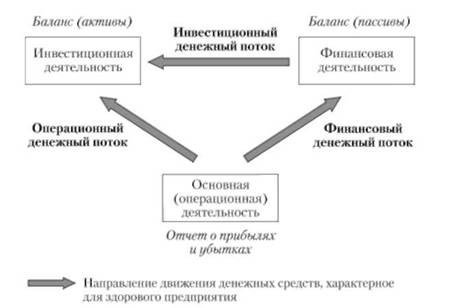 Баланс (активы)
Инвестиционный
денежный поток
Баланс (пассивы)
Инвестиционная
деятельность
Финансовая
деятельность
Операционный
денежный поток
Финансовый
денежный поток
Основная
(операционная)
деятельность
Отчет о прибылях
и убытках
Направление движения денежных средств, характерное
для здорового предприятия